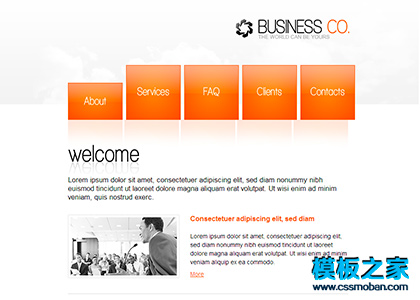 BUSINESS CO.
THE WORLD CAN BE YOURS
About
Services
FAQ
Clients
Contacts
welcome
Lorem ipsum dolor sit amet, consectetuer adipiscing elit, sed diam nonummy nibh
euismod tincidunt ut laoreet dolore magna aliquam erat volutpat. Ut wisi enim ad minim
veniam, quis nostrud exerc.
Consectetuer adipiscing elit, sed diam
Lorem ipsum dolor sit amet, consectetuer
adipiscing elit, sed diam nonummy nibh euismod
tincidunt ut laoreet dolore magna aliquam erat
volutpat. Ut wisi enim ad minim veniam, quis
ea commodo.
More
模板之家
www.cssmoban.com